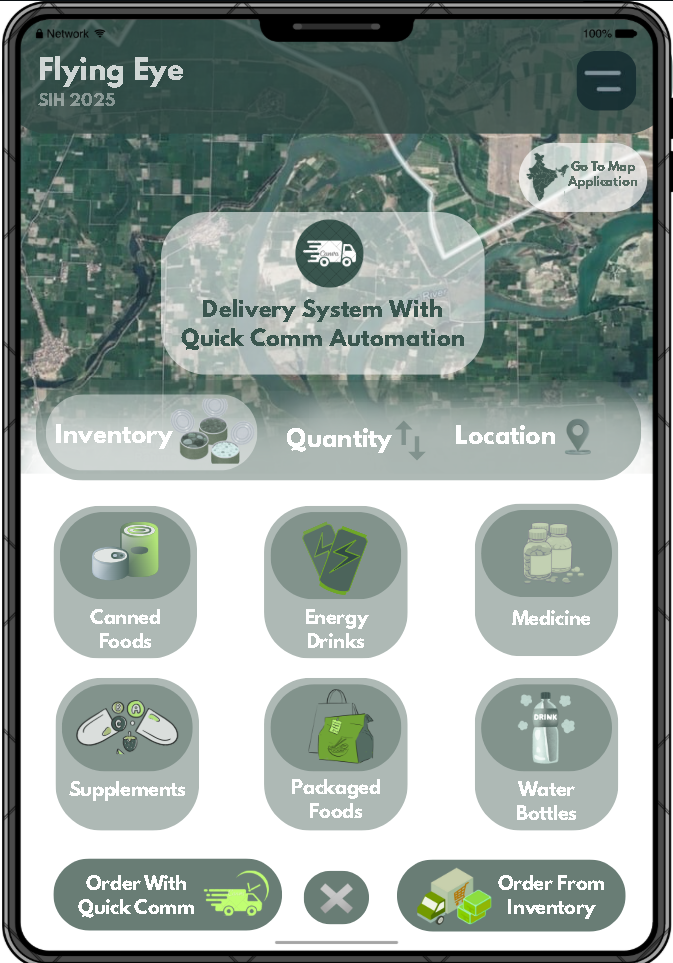 Network
100%
Flying Eye
SIH 2025
Go To Map
Application
Delivery System With
Quick Comm Automation
River
Inventory
Quantity
Location
Canned
Foods
Energy
Drinks
Medicine
Supplements
A
C
Packaged
Foods
DRINK
Water
Bottles
Order With
Quick Comm
Order From
Inventory